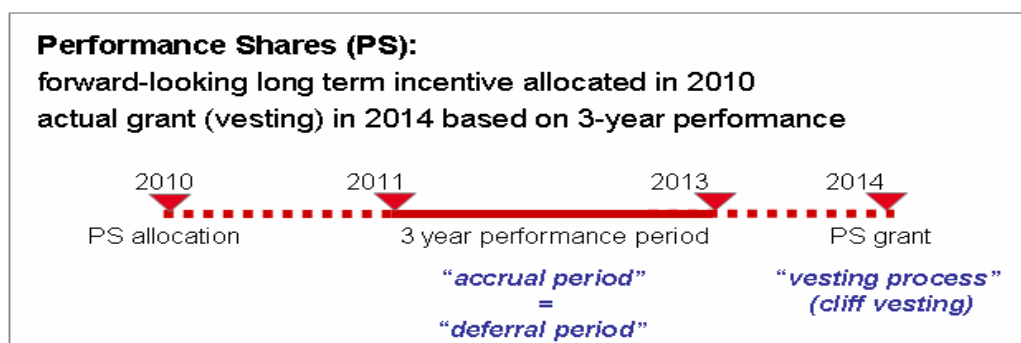 Performance Shares (PS):
forward-looking long term incentive allocated in 2010
actual grant (vesting) in 2014 based on 3-year performance
2010 2011 2013 2014
PS allocation 3 year performance period PS grant
“accrual period” “vesting process”
= (cliff vesting)
“deferral period”